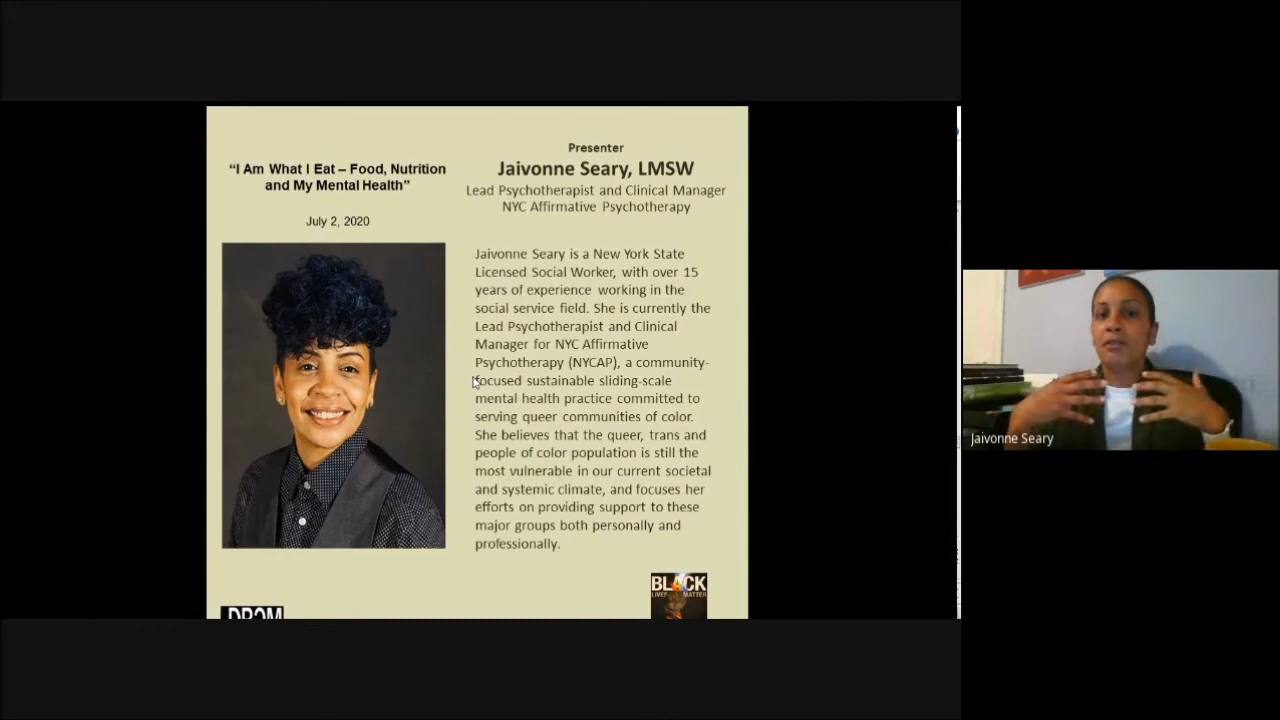 “I Am What I Eat – Food, Nutrition
and My Mental Health”
July 2, 2020
Presenter
Jaivonne Seary, LMSW
Lead Psychotherapist and Clinical Manager
NYC Affirmative Psychotherapy
Jaivonne Seary is a New York State
Licensed Social Worker, with over 15
years of experience working in the
social service field. She is currently the
Lead Psychotherapist and Clinical
Manager for NYC Affirmative
Psychotherapy (NYCAP), a community-
focused sustainable sliding-scale
mental health practice committed to
serving queer communities of color.
She believes that the queer, trans and
people of color population is still the
most vulnerable in our current societal
and systemic climate, and focuses her
efforts on providing support to these
major groups both personally and
professionally.
BLACK
LIVES MATTER
Jaivonne Seary